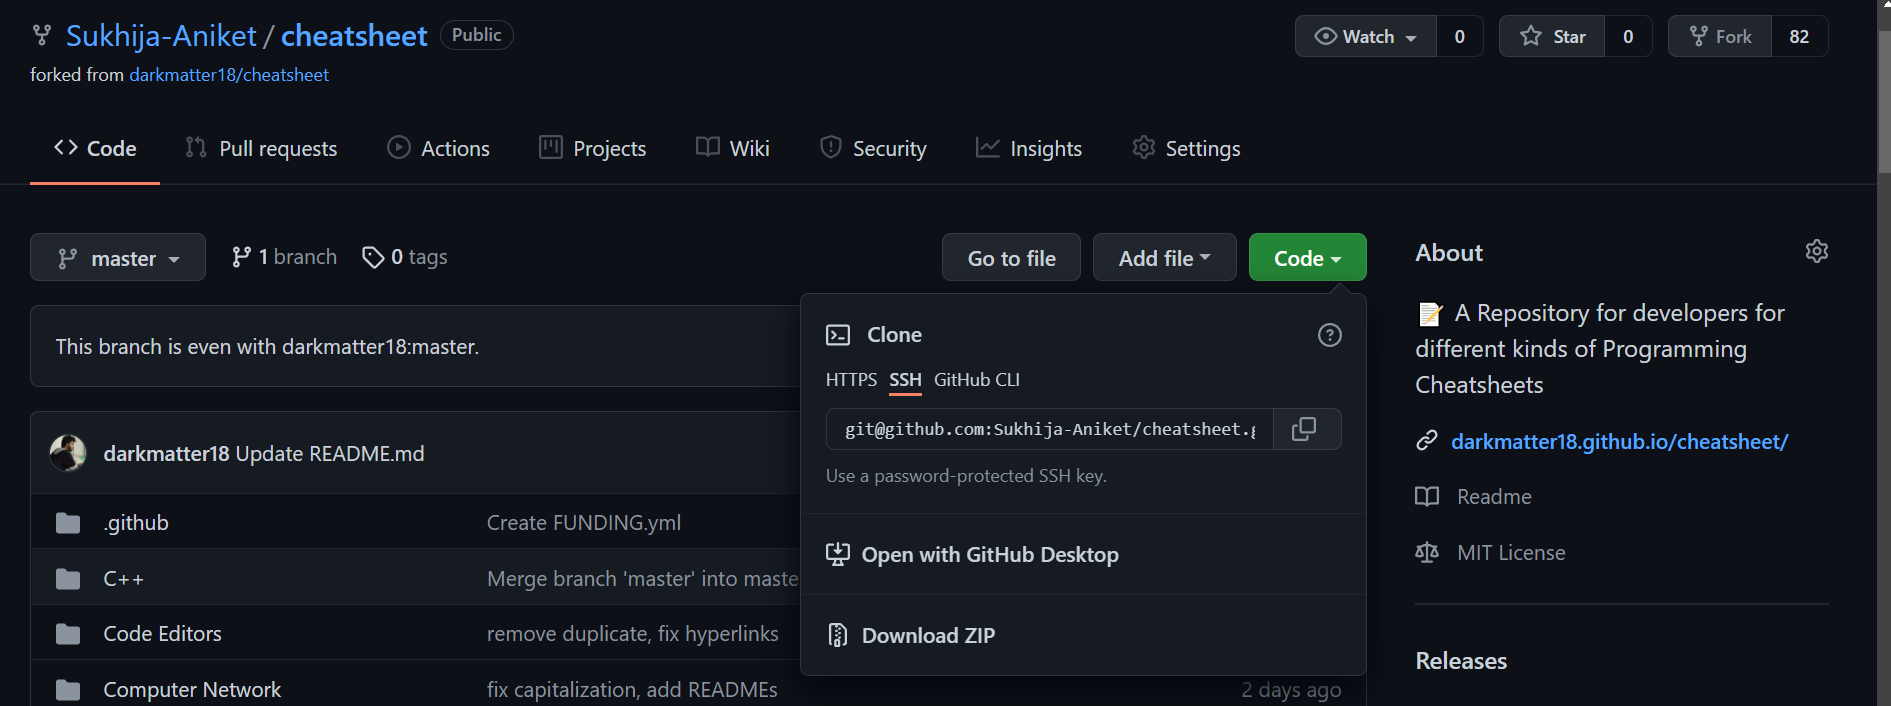 Sukhija-Aniket / cheatsheet Public
Watch 0 Star 0 Fork 82
forked from darkmatter18/cheatsheet
Code Pull requests Actions Projects Wiki Security Insights Settings
master 1 branch 0 tags Go to file Add file Code
This branch is even with darkmatter18:master.
darkmatter18 Update README.md
.github Create FUNDING.yml
C++ Merge branch 'master' into maste
Code Editors remove duplicate, fix hyperlinks
Computer Network fix capitalization, add READMEs 2 days ago
Clone
HTTPS SSH GitHub CLI
git@github.com:Sukhija-Aniket/cheatsheet.g
Use a password-protected SSH key.
Open with GitHub Desktop
Download ZIP
About
A Repository for developers for
different kinds of Programming
Cheatsheets
darkmatter18.github.io/cheatsheet/
Readme
MIT License
Releases